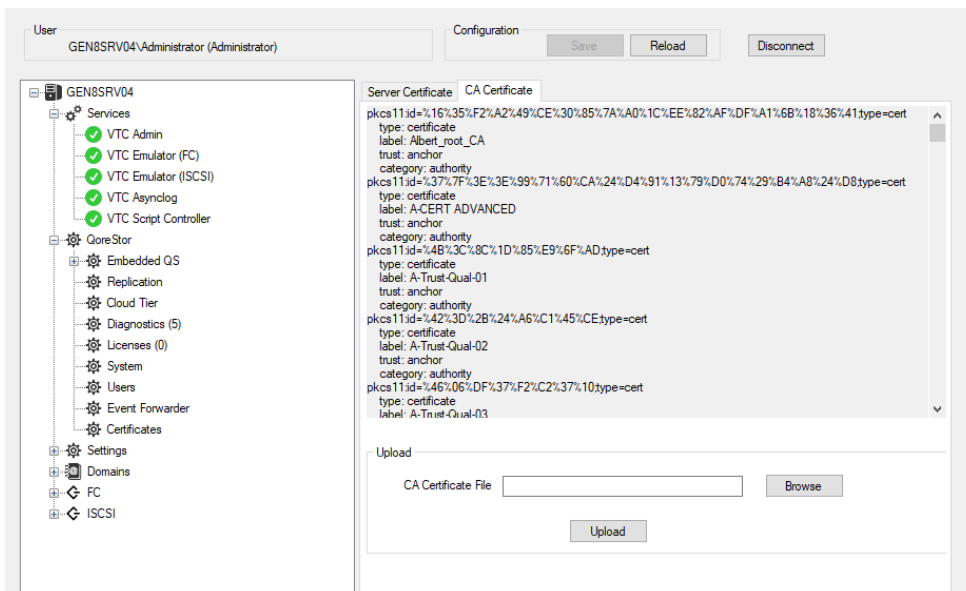 User
GEN8SRV04\Administrator (Administrator)
Configuration
Save
Reload
Disconnect
GEN8SRV04
Services
VTC Admin
VTC Emulator (FC)
VTC Emulator (ISCSI)
VTC Asynclog
VTC Script Controller
QoreStor
Embedded QS
Replication
Cloud Tier
Diagnostics (5)
Licenses (0)
System
Users
Event Forwarder
Certificates
Settings
Domains
FC
ISCSI
Server Certificate
CA Certificate
pkcs11:id=%16%35%F2%A2%49%CE%30%85%7A%A0%1C%EE%82%AF%DF%A1%6B%18%36%41;type=cert
type: certificate
label: Albert_root_CA
trust: anchor
category: authority
pkcs11:id=%37%7F%3E%3E%99%71%60%CA%24%D4%91%13%79%D0%74%29%B4%A8%24%D8;type=cert
type: certificate
label: A-CERT ADVANCED
trust: anchor
category: authority
pkcs11:id=%4B%3C%8C%1D%85%E9%6F%AD;type=cert
type: certificate
label: A-Trust-Qual-01
trust: anchor
category: authority
pkcs11:id=%42%3D%2B%24%A6%C1%45%CE;type=cert
type: certificate
label: A-Trust-Qual-02
trust: anchor
category: authority
pkcs11:id=%46%06%DF%37%F2%C2%37%10;type=cert
type: certificate
label: A-Trust-Qual-03
Upload
CA Certificate File
Browse
Upload